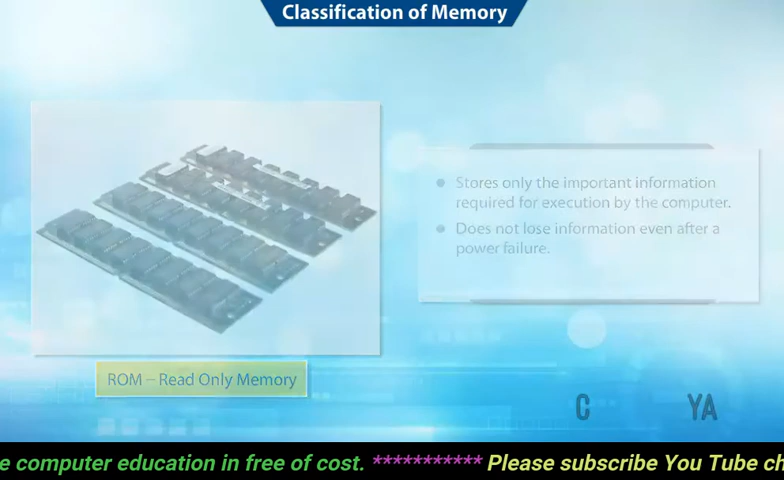 Classification of Memory
Stores only the important information
required for execution by the computer.
Does not lose information even after a
power failure.
ROM – Read Only Memory
C YA
e computer education in free of cost. *********** Please subscribe You Tube ch